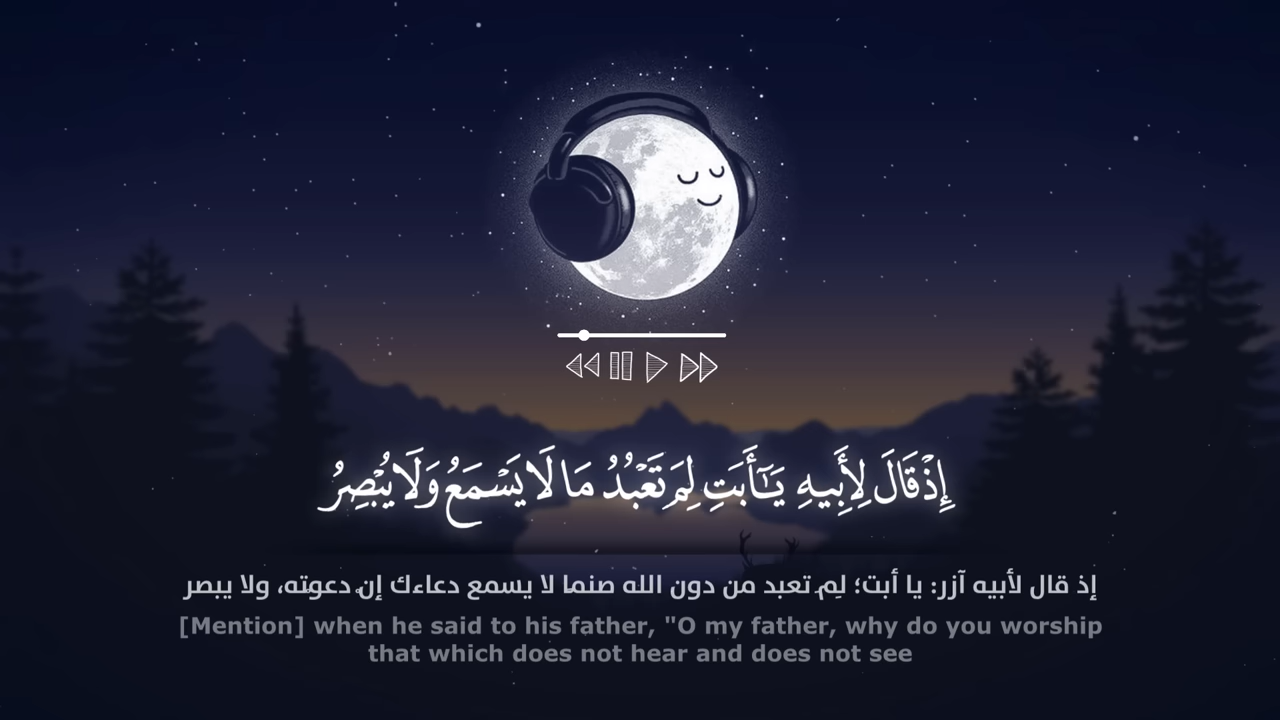 إِذْ قَالَ لِأَبِيهِ يَـٰٓأَبَتِ لِمَ تَعْبُدُ مَا لَا يَسْمَعُ وَلَا يُبْصِرُ
إذ قال لأبيه آزر: يا أبت؛ لِمَ تعبد من دون الله صنما لا يسمع دعاءك إن دعوته، ولا يبصر
[Mention] when he said to his father, "O my father, why do you worship
that which does not hear and does not see